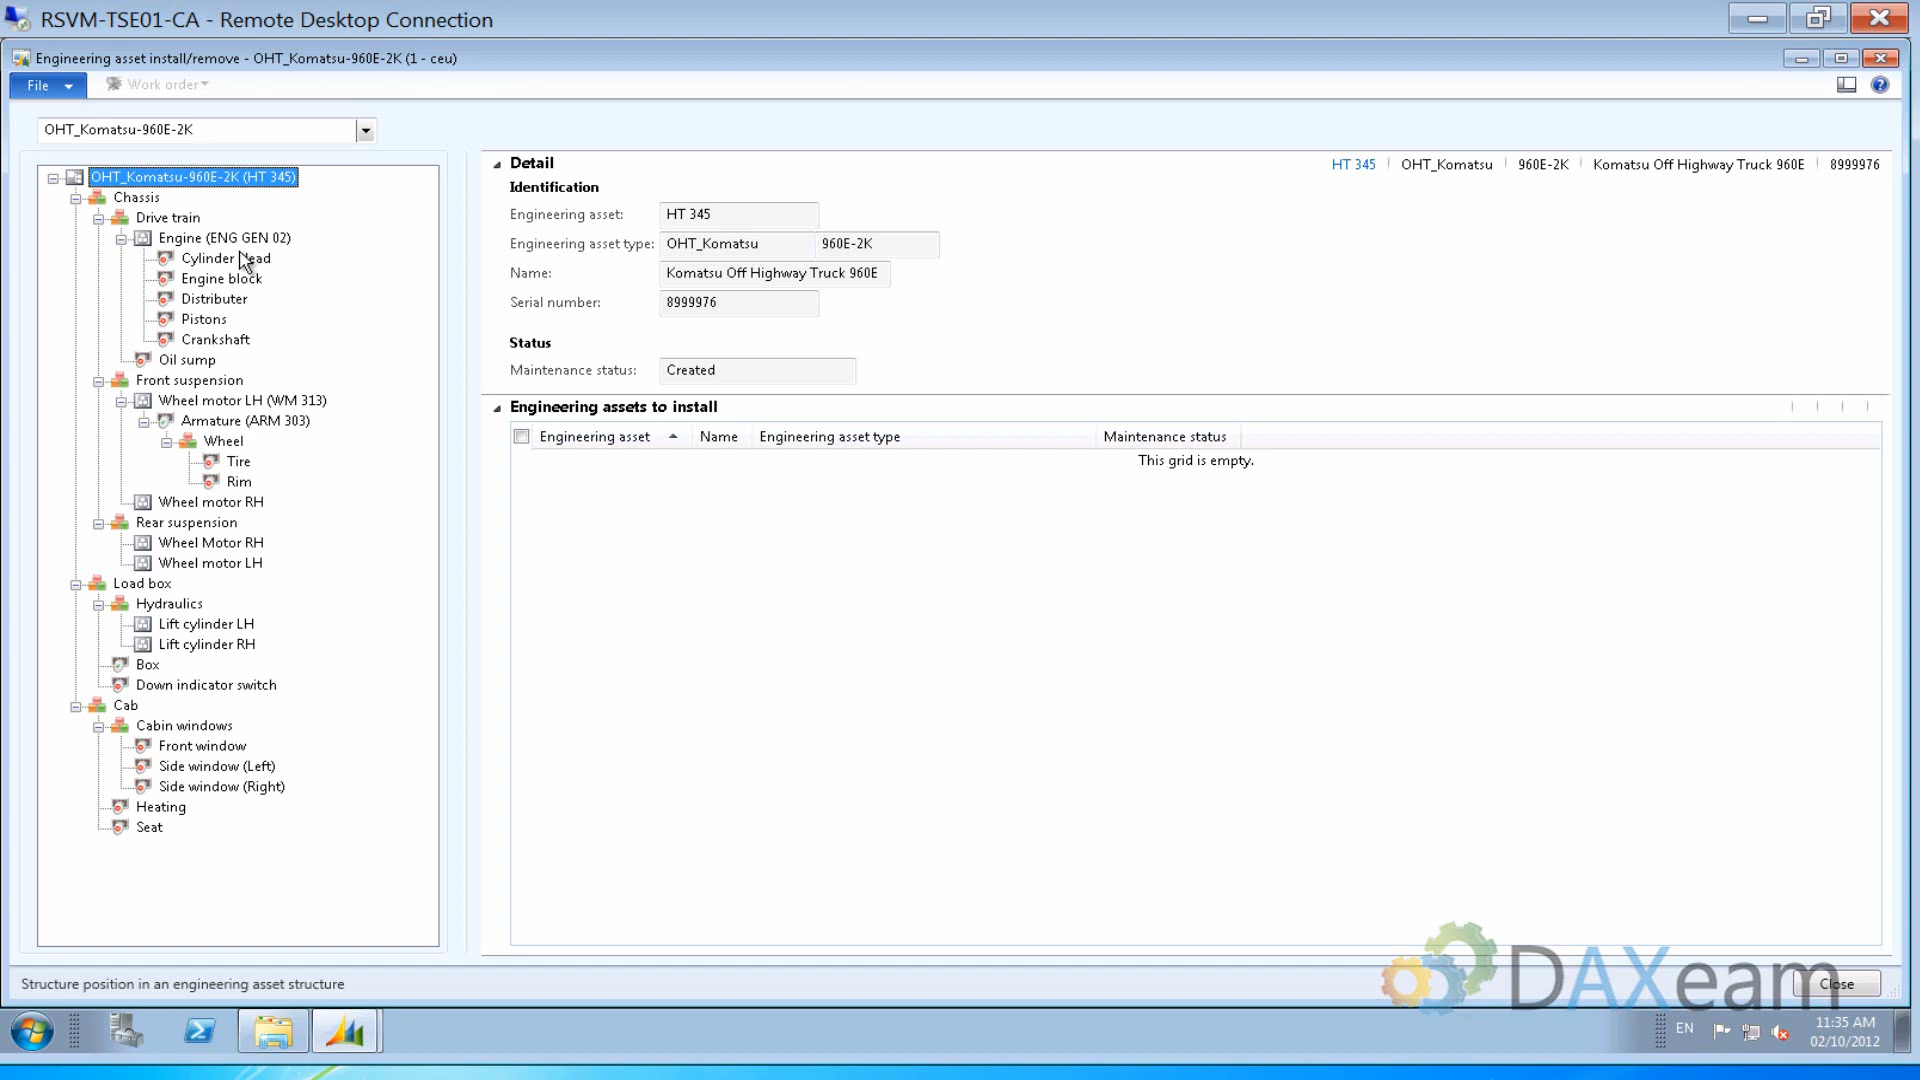 RSVM-TSE01-CA - Remote Desktop Connection
Engineering asset install/remove - OHT_Komatsu-960E-2K (1 - ceu)
File
Work order
OHT_Komatsu-960E-2K
OHT_Komatsu-960E-2K (HT 345)
Chassis
Drive train
Engine (ENG GEN 02)
Cylinder head
Engine block
Distributer
Pistons
Crankshaft
Oil sump
Front suspension
Wheel motor LH (WM 313)
Armature (ARM 303)
Wheel
Tire
Rim
Wheel motor RH
Rear suspension
Wheel Motor RH
Wheel motor LH
Load box
Hydraulics
Lift cylinder LH
Lift cylinder RH
Box
Down indicator switch
Cab
Cabin windows
Front window
Side window (Left)
Side window (Right)
Heating
Seat
Detail
HT 345 OHT_Komatsu 960E-2K Komatsu Off Highway Truck 960E 8999976
Identification
Engineering asset: HT 345
Engineering asset type: OHT_Komatsu 960E-2K
Name: Komatsu Off Highway Truck 960E
Serial number: 8999976
Status
Maintenance status: Created
Engineering assets to install
Engineering asset Name Engineering asset type Maintenance status
This grid is empty.
DAXeam
Structure position in an engineering asset structure
Close
EN
11:35 AM
02/10/2012